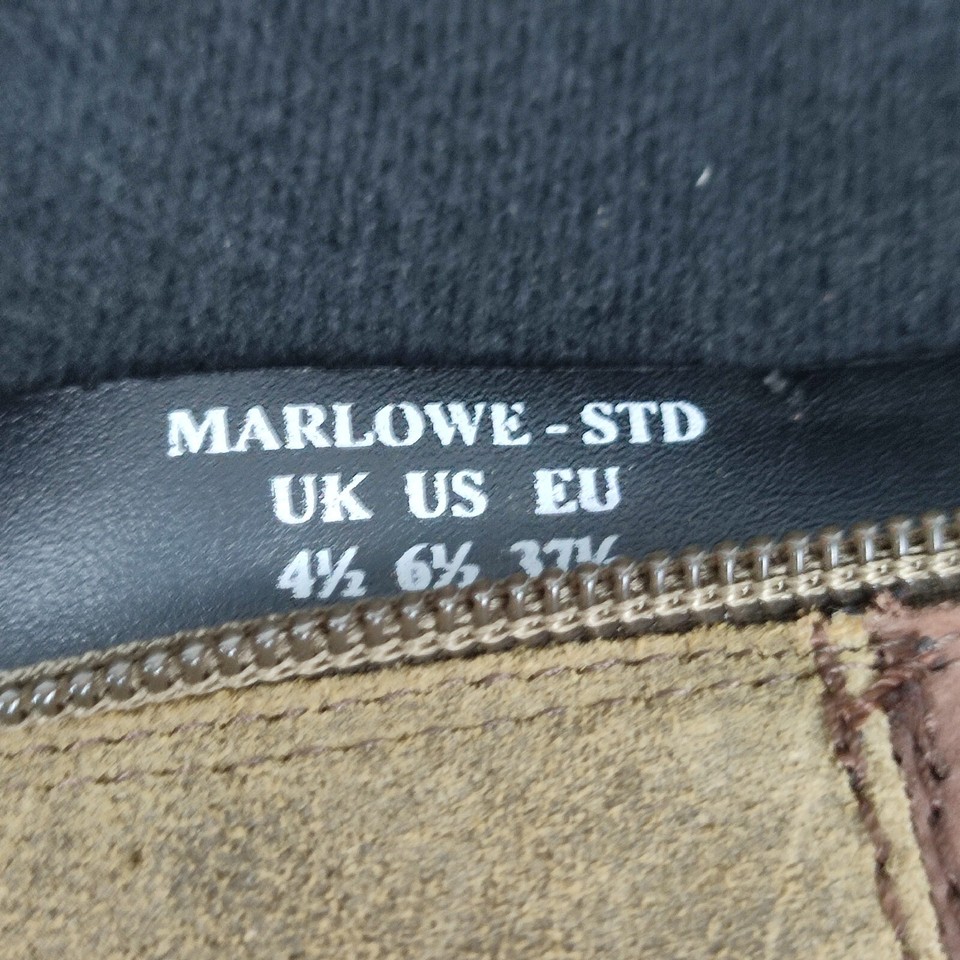 MARLOWE - STD
UK US EU
4½ 6½ 37½